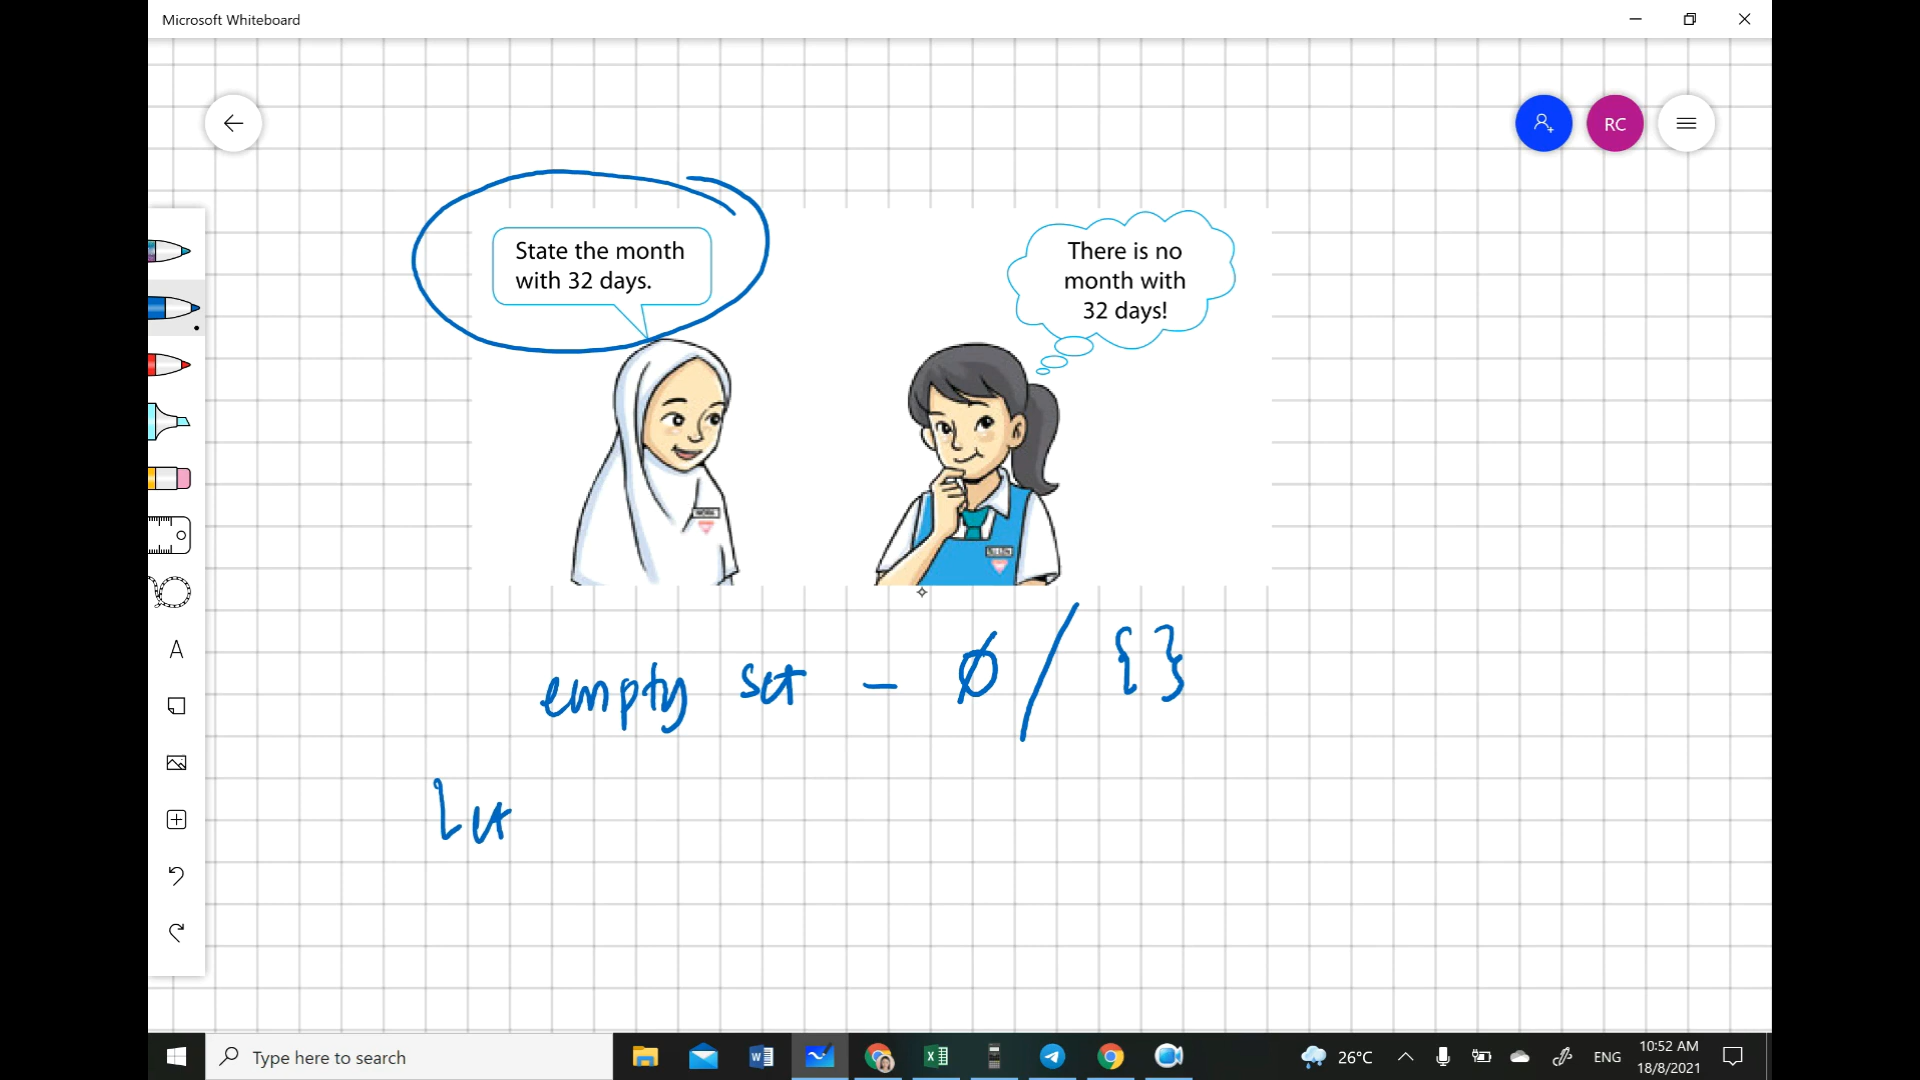 Microsoft Whiteboard
RC
State the month
with 32 days.
There is no
month with
32 days!
empty set – ∅ / { }
Let
A
Type here to search
26°C
ENG
10:52 AM
18/8/2021